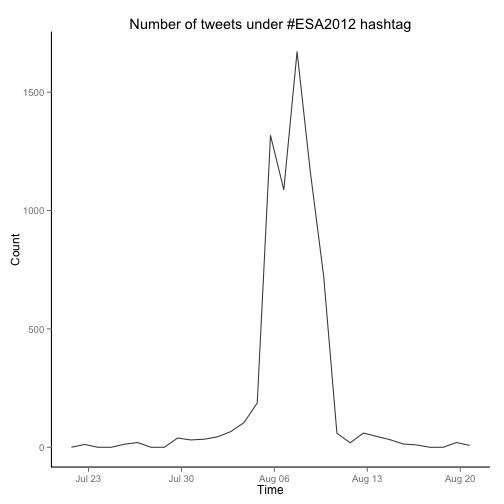 Number of tweets under #ESA2012 hashtag
Count
1500
1000
500
0
Jul 23 Jul 30 Aug 06 Aug 13 Aug 20
Time